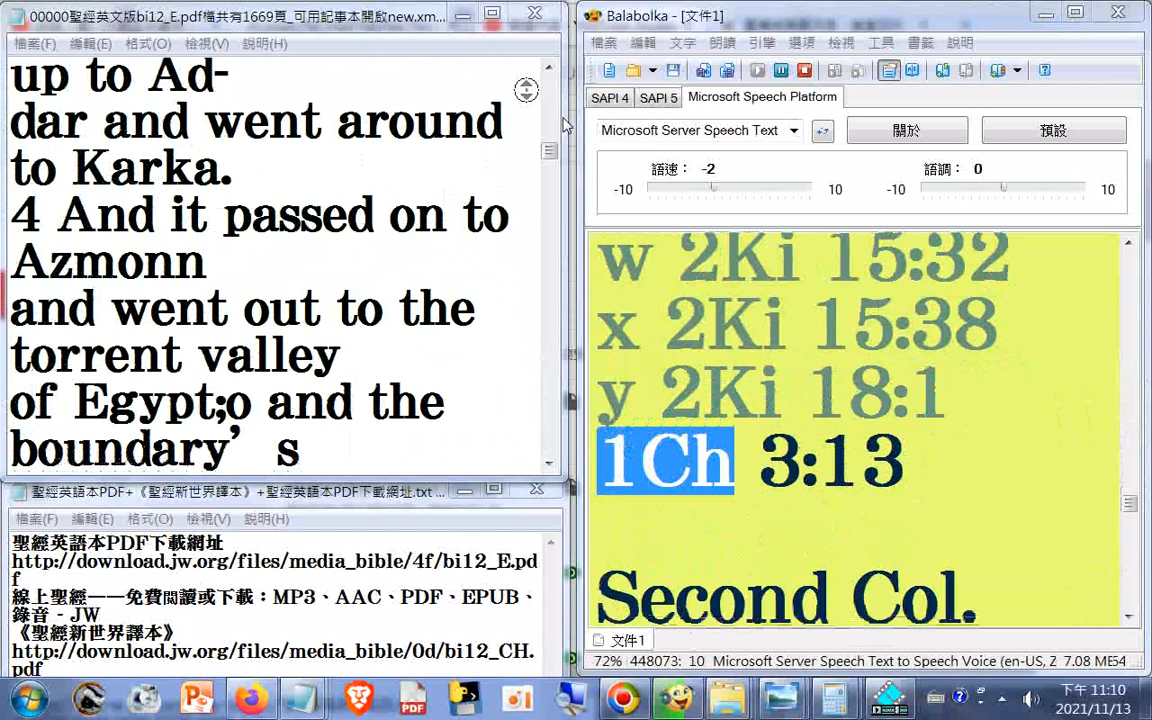 00000聖經英文版bi12_E.pdf檔共有1669頁_可用記事本開啟new.xm...
檔案(F) 編輯(E) 格式(O) 檢視(V) 說明(H)
up to Ad-
dar and went around
to Karka.
4 And it passed on to
Azmonn
and went out to the
torrent valley
of Egypt;o and the
boundary’s
聖經英語本PDF+《聖經新世界譯本》+聖經英語本PDF下載網址.txt ...
檔案(F) 編輯(E) 格式(O) 檢視(V) 說明(H)
聖經英語本PDF下載網址
http://download.jw.org/files/media_bible/4f/bi12_E.pd
f
線上聖經——免費閱讀或下載：MP3、AAC、PDF、EPUB、
錄音 - JW
《聖經新世界譯本》
http://download.jw.org/files/media_bible/0d/bi12_CH.
pdf
Balabolka - [文件1]
檔案 編輯 文字 朗讀 引擎 選項 檢視 工具 書籤 說明
SAPI 4 SAPI 5 Microsoft Speech Platform
Microsoft Server Speech Text 關於 預設
語速： -2 語調： 0
-10 10 -10 10
w 2Ki 15:32
x 2Ki 15:38
y 2Ki 18:1
1Ch 3:13
Second Col.
文件1
72% 448073: 10 Microsoft Server Speech Text to Speech Voice (en-US, Z 7.08 ME54
PDF
下午 11:10
2021/11/13